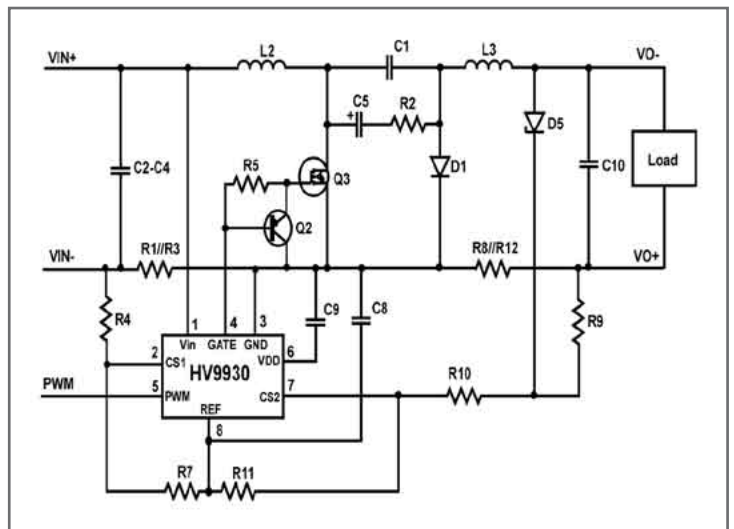 C1
VIN+ L2 L3 VO-
C5 R2
D5
C2-C4 R5 Q3 D1 C10 Load
Q2
VIN- R1//R3 R8//R12 VO+
R4 C9 C8 R9
1 4 3
Vin GATE GND
2 CS1 VDD 6
HV9930 R10
PWM 5 PWM CS2 7
REF
8
R7 R11